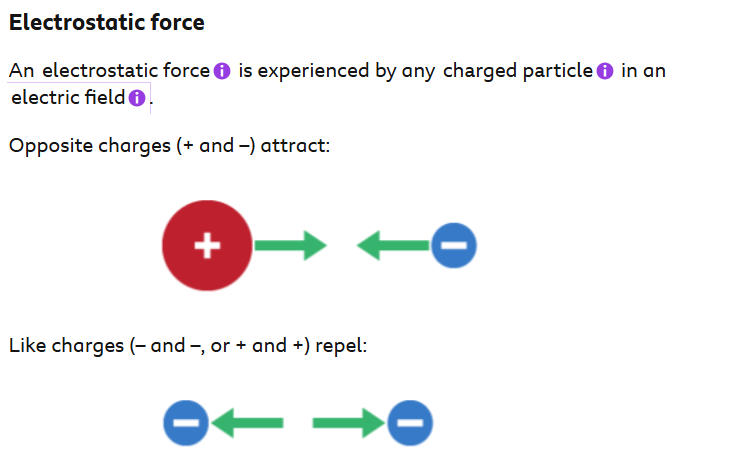 Electrostatic force
An electrostatic force i is experienced by any charged particle i in an
electric field i .
Opposite charges (+ and –) attract:
+ –
Like charges (– and –, or + and +) repel:
– –